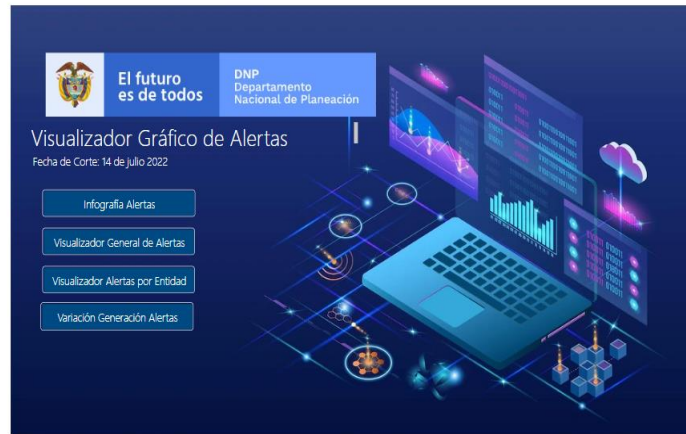 El futuro
es de todos
DNP
Departamento
Nacional de Planeación
Visualizador Gráfico de Alertas
Fecha de Corte: 14 de julio 2022
Infografía Alertas
Visualizador General de Alertas
Visualizador Alertas por Entidad
Variación Generación Alertas